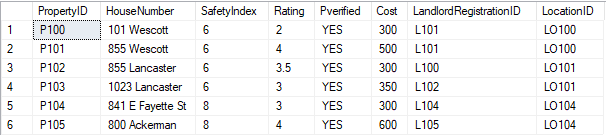 PropertyID HouseNumber SafetyIndex Rating Pverified Cost LandlordRegistrationID LocationID
1 P100 101 Wescott 6 2 YES 300 L101 LO100
2 P101 855 Wescott 6 4 YES 500 L101 LO100
3 P102 855 Lancaster 6 3.5 YES 300 L100 LO101
4 P103 1023 Lancaster 6 3 YES 350 L102 LO101
5 P104 841 E Fayette St 8 3 YES 300 L104 LO104
6 P105 800 Ackerman 8 4 YES 600 L105 LO104